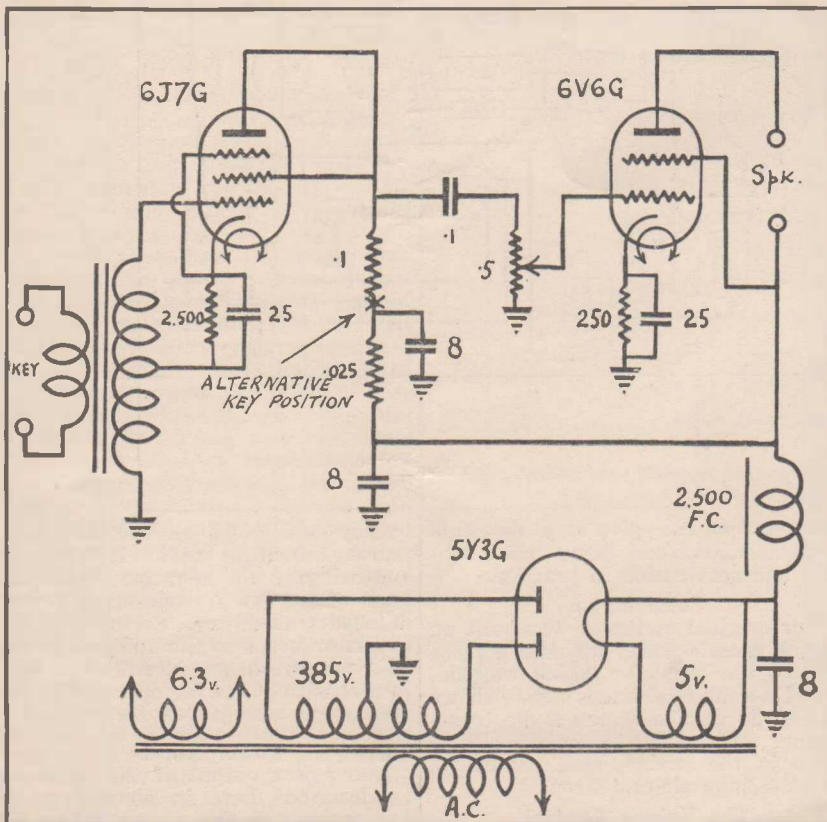 6J7G
6V6G
Spk.
.1
.1
.5
2,500
25
250
25
KEY
8
.025
ALTERNATIVE
KEY POSITION
8
2,500
F.C.
5Y3G
6.3v.
385v.
5v.
8
A.C.